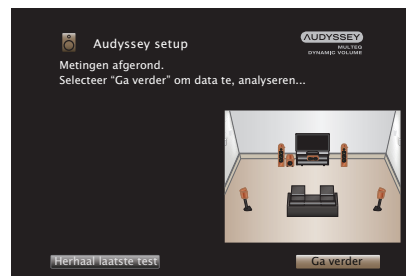 Audyssey setup
AUDYSSEY
MULTEQ
DYNAMIC VOLUME
Metingen afgerond.
Selecteer “Ga verder” om data te, analyseren...
Herhaal laatste test
Ga verder